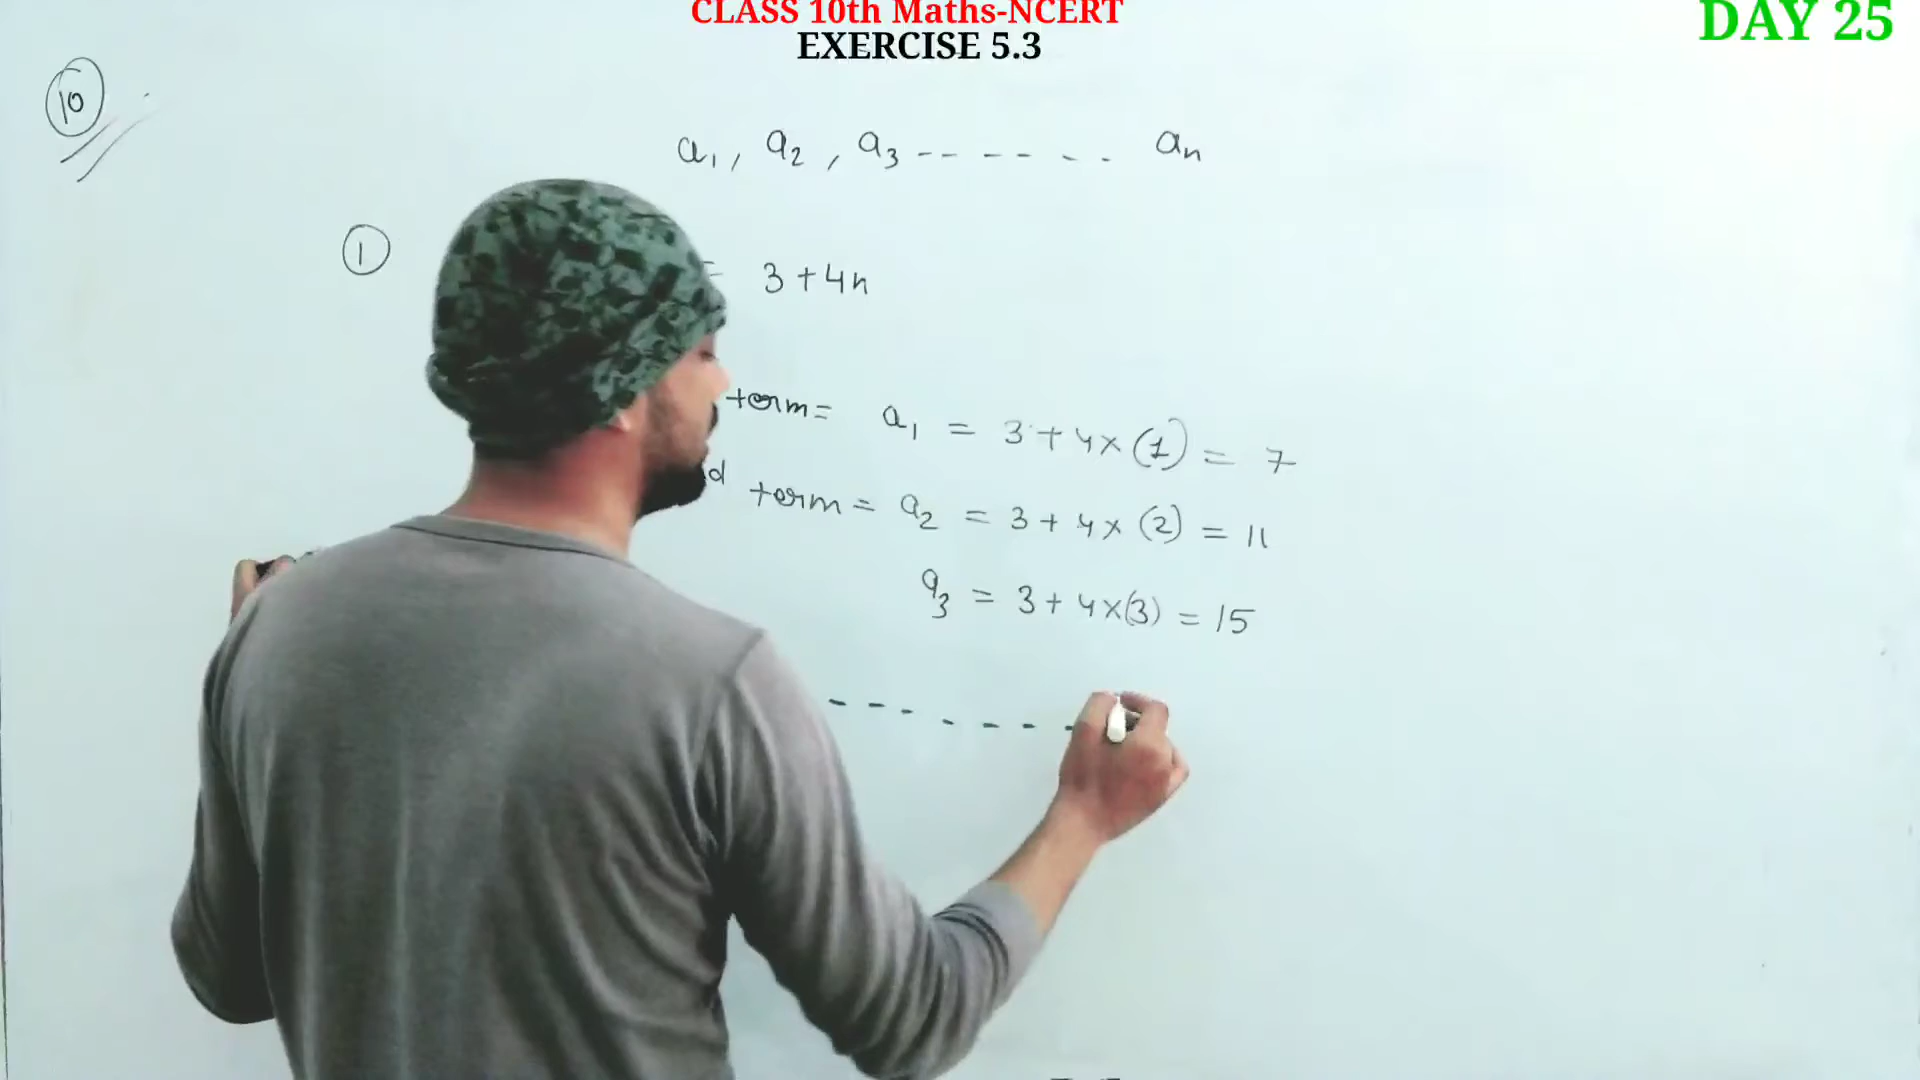 CLASS 10th Maths-NCERT
DAY 25
EXERCISE 5.3
10
a₁, a₂, a₃ - - - - - - - aₙ
1
= 3 + 4n
term = a₁ = 3 + 4 × (1) = 7
d term = a₂ = 3 + 4 × (2) = 11
a₃ = 3 + 4 × (3) = 15
- - - - - - -